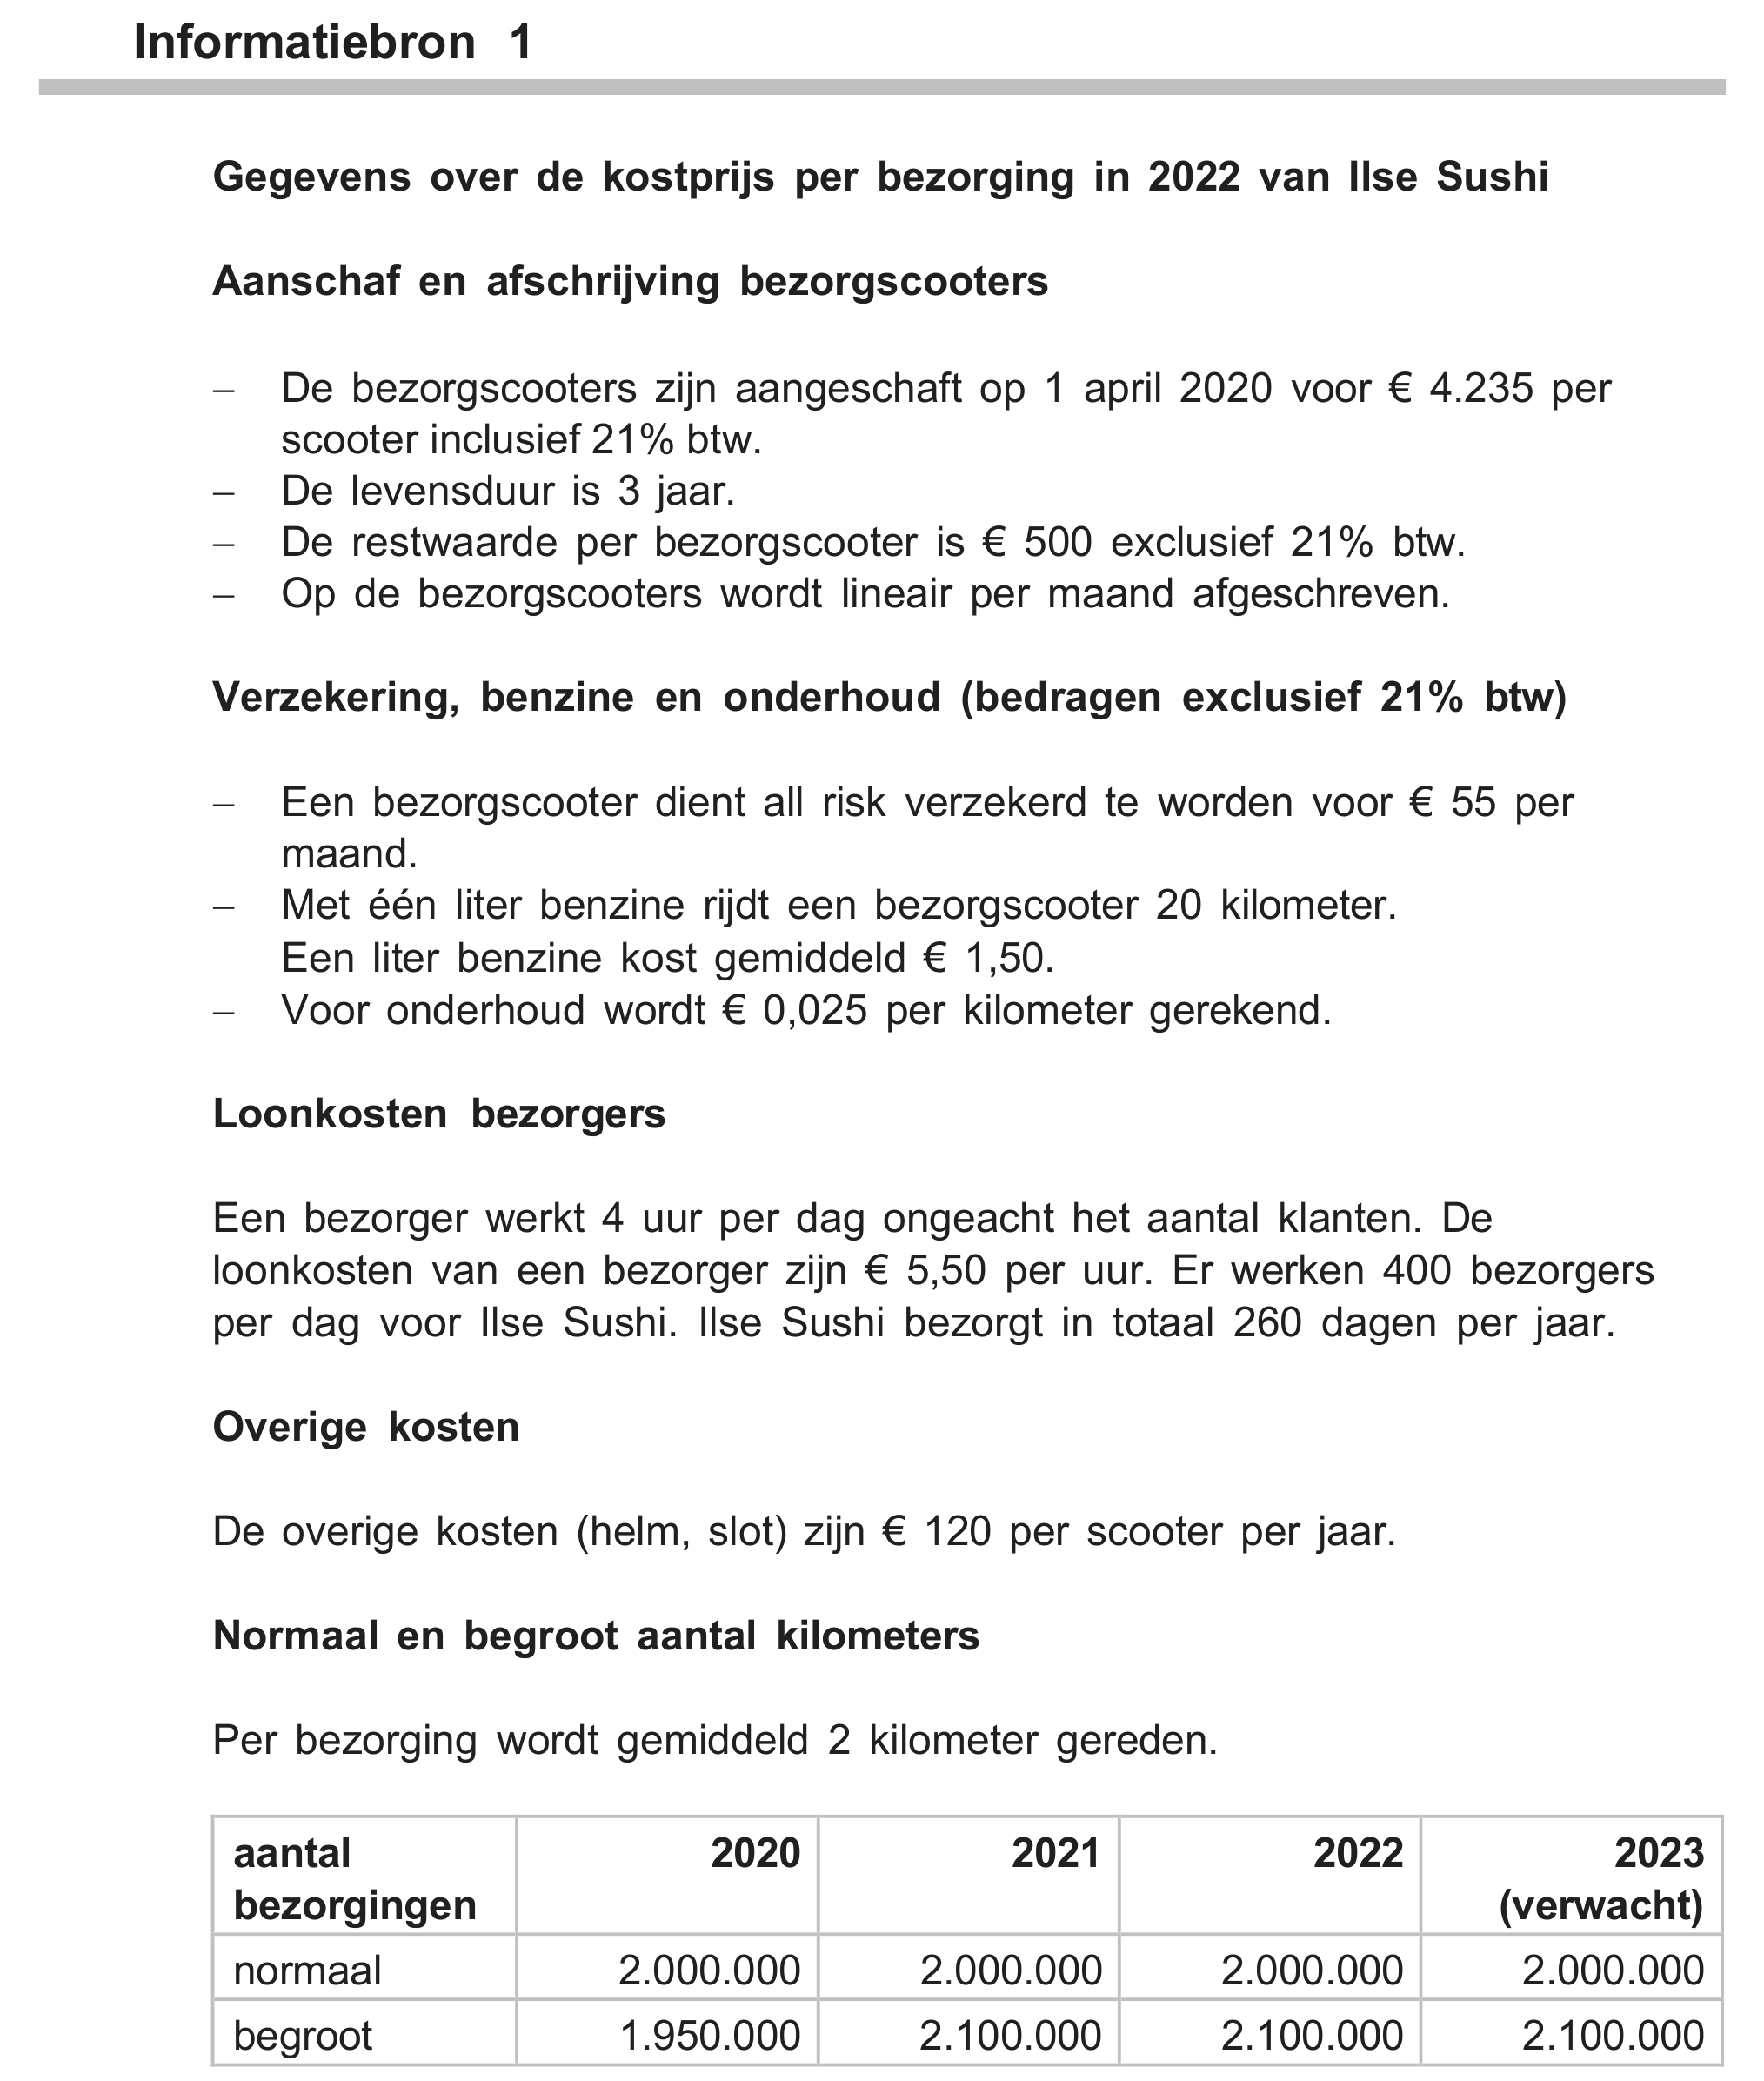 Informatiebron 1
Gegevens over de kostprijs per bezorging in 2022 van Ilse Sushi
Aanschaf en afschrijving bezorgscooters
– De bezorgscooters zijn aangeschaft op 1 april 2020 voor € 4.235 per
scooter inclusief 21% btw.
– De levensduur is 3 jaar.
– De restwaarde per bezorgscooter is € 500 exclusief 21% btw.
– Op de bezorgscooters wordt lineair per maand afgeschreven.
Verzekering, benzine en onderhoud (bedragen exclusief 21% btw)
– Een bezorgscooter dient all risk verzekerd te worden voor € 55 per
maand.
– Met één liter benzine rijdt een bezorgscooter 20 kilometer.
Een liter benzine kost gemiddeld € 1,50.
– Voor onderhoud wordt € 0,025 per kilometer gerekend.
Loonkosten bezorgers
Een bezorger werkt 4 uur per dag ongeacht het aantal klanten. De
loonkosten van een bezorger zijn € 5,50 per uur. Er werken 400 bezorgers
per dag voor Ilse Sushi. Ilse Sushi bezorgt in totaal 260 dagen per jaar.
Overige kosten
De overige kosten (helm, slot) zijn € 120 per scooter per jaar.
Normaal en begroot aantal kilometers
Per bezorging wordt gemiddeld 2 kilometer gereden.
aantal 2020 2021 2022 2023
bezorgingen (verwacht)
normaal 2.000.000 2.000.000 2.000.000 2.000.000
begroot 1.950.000 2.100.000 2.100.000 2.100.000